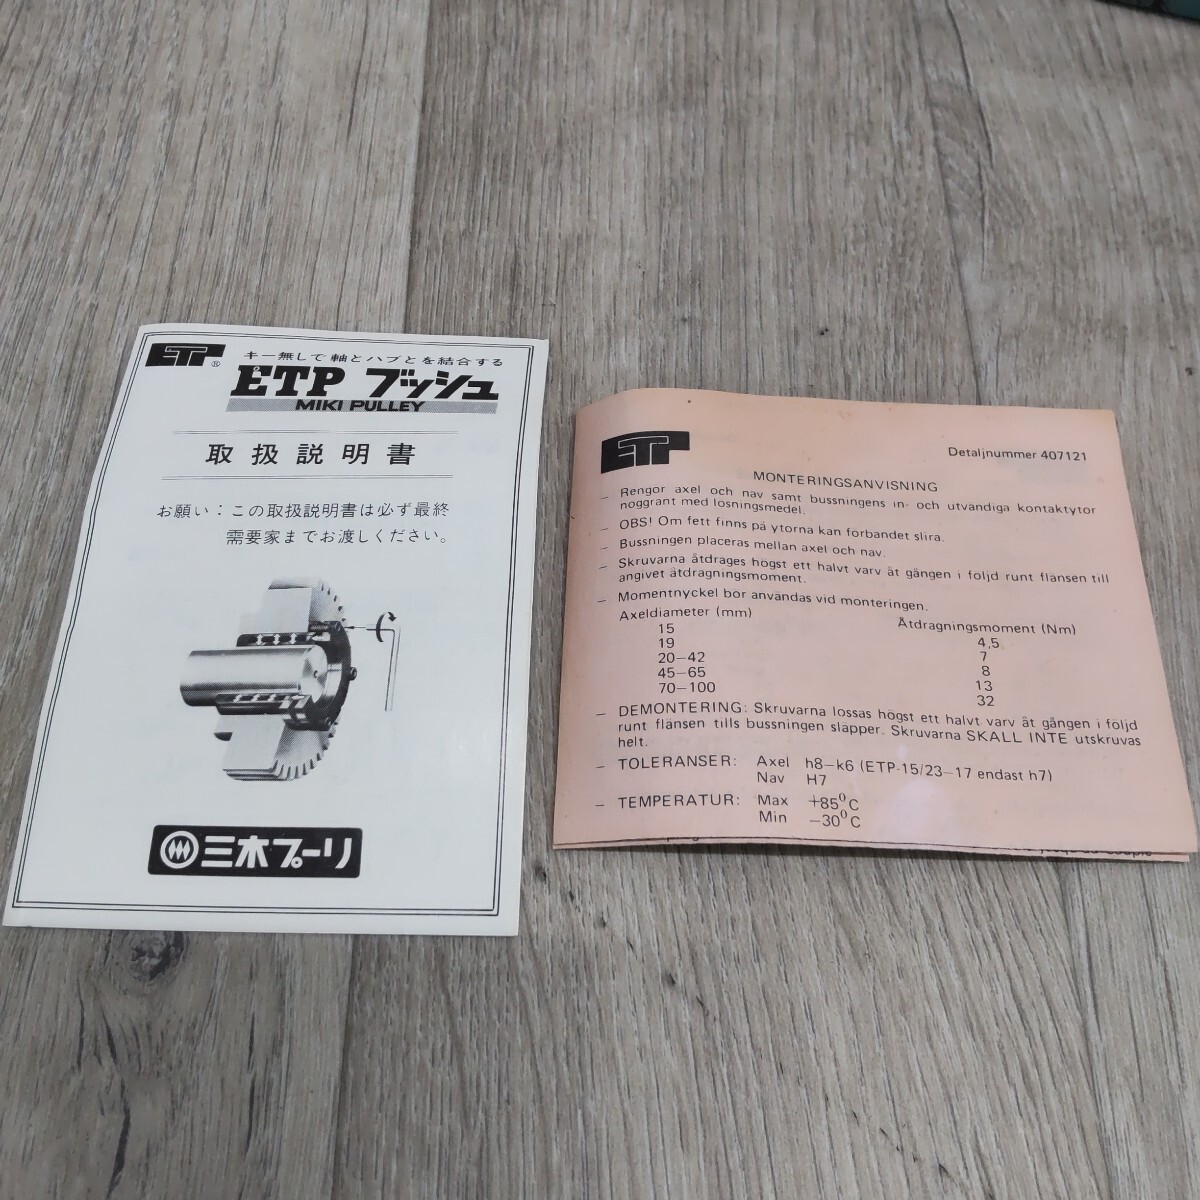 ETP®
キー無しで軸とハブとを結合する
ETP ブッシュ
MIKI PULLEY
取扱説明書
お願い：この取扱説明書は必ず最終
需要家までお渡しください。
三木プーリ
ETP
Detaljnummer 407121
MONTERINGSANVISNING
– Rengör axel och nav samt bussningens in- och utvändiga kontaktytor
noggrant med lösningsmedel.
– OBS! Om fett finns på ytorna kan förbandet slira.
– Bussningen placeras mellan axel och nav.
– Skruvarna åtdrages högst ett halvt varv åt gången i följd runt flänsen till
angivet åtdragningsmoment.
– Momentnyckel bör användas vid monteringen.
Axeldiameter (mm) Åtdragningsmoment (Nm)
15 4,5
19 7
20–42 8
45–65 13
70–100 32
– DEMONTERING: Skruvarna lossas högst ett halvt varv åt gången i följd
runt flänsen tills bussningen släpper. Skruvarna SKALL INTE utskruvas
helt.
– TOLERANSER: Axel h8–k6 (ETP-15/23-17 endast h7)
Nav H7
– TEMPERATUR: Max +85°C
Min –30°C